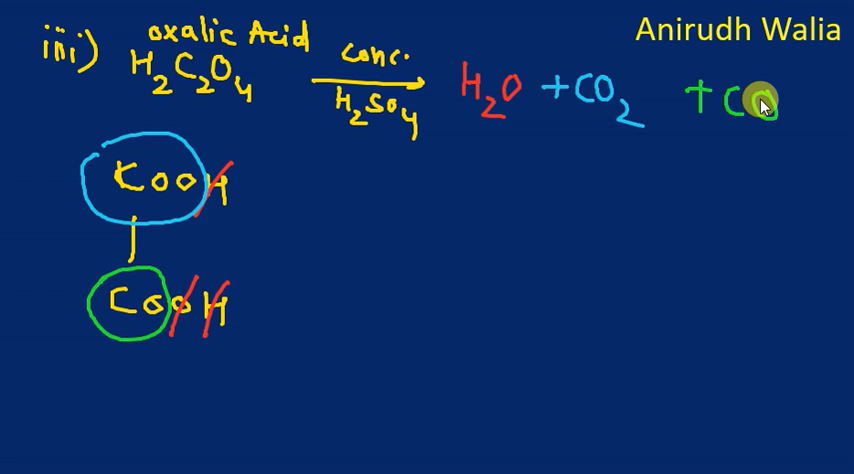 Anirudh Walia
iii) oxalic Acid
H2C2O4 conc. H2SO4 H2O + CO2 + CO
COOH
COOH